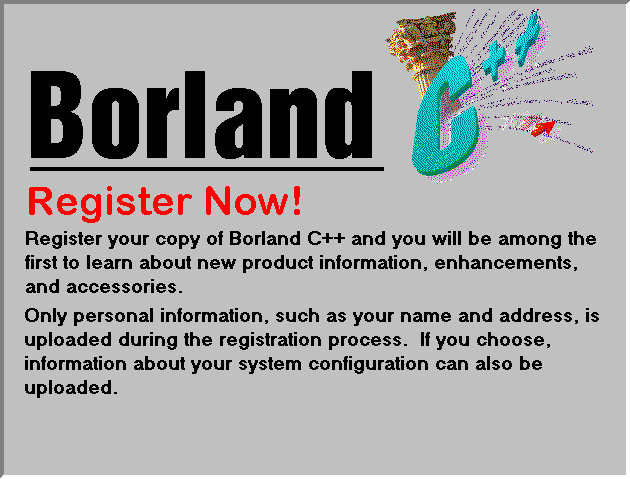 C++
Borland
Register Now!
Register your copy of Borland C++ and you will be among the
first to learn about new product information, enhancements,
and accessories.
Only personal information, such as your name and address, is
uploaded during the registration process.  If you choose,
information about your system configuration can also be
uploaded.